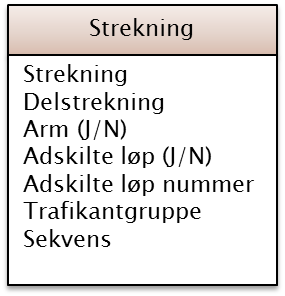 Strekning
Strekning
Delstrekning
Arm (J/N)
Adskilte løp (J/N)
Adskilte løp nummer
Trafikantgruppe
Sekvens